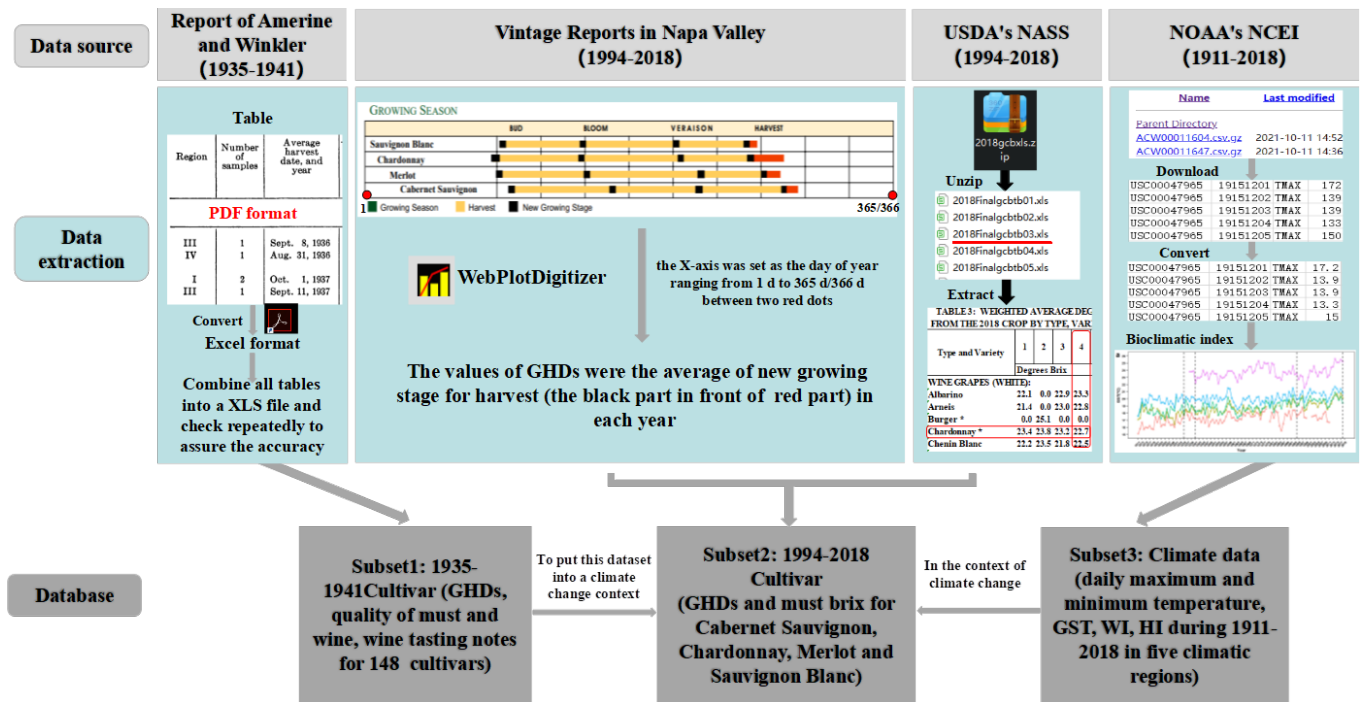 Data source
Report of Amerine
and Winkler
(1935-1941)
Vintage Reports in Napa Valley
(1994-2018)
USDA's NASS
(1994-2018)
NOAA's NCEI
(1911-2018)
Data
extraction
Table
Region
Number
of
samples
Average
harvest
date, and
year
PDF format
III 1 Sept. 8, 1936
IV 1 Aug. 31, 1936
I 2 Oct. 1, 1937
III 1 Sept. 11, 1937
Convert
Excel format
Combine all tables
into a XLS file and
check repeatedly to
assure the accuracy
GROWING SEASON
BUD BLOOM VERAISON HARVEST
Sauvignon Blanc
Chardonnay
Merlot
Cabernet Sauvignon
1 Growing Season Harvest New Growing Stage 365/366
WebPlotDigitizer
the X-axis was set as the day of year
ranging from 1 d to 365 d/366 d
between two red dots
The values of GHDs were the average of new growing
stage for harvest (the black part in front of red part) in
each year
2018gcbxls.z
ip
Unzip
2018Finalgcbtb01.xls
2018Finalgcbtb02.xls
2018Finalgcbtb03.xls
2018Finalgcbtb04.xls
2018Finalgcbtb05.xls
Extract
TABLE 3: WEIGHTED AVERAGE DEG
FROM THE 2018 CROP BY TYPE, VAR
Type and Variety 1 2 3 4
Degrees Brix
WINE GRAPES (WHITE):
Albarino 22.1 0.0 22.9 23.3
Arneis 21.4 0.0 23.0 22.8
Burger * 0.0 25.1 0.0 0.0
Chardonnay * 23.4 23.8 23.2 22.7
Chenin Blanc 22.2 23.5 21.8 22.5
Name Last modified
Parent Directory
ACW00011604.csv.gz 2021-10-11 14:52
ACW00011647.csv.gz 2021-10-11 14:36
Download
USC00047965 19151201 TMAX 172
USC00047965 19151202 TMAX 139
USC00047965 19151203 TMAX 139
USC00047965 19151204 TMAX 133
USC00047965 19151205 TMAX 150
Convert
USC00047965 19151201 TMAX 17.2
USC00047965 19151202 TMAX 13.9
USC00047965 19151203 TMAX 13.9
USC00047965 19151204 TMAX 13.3
USC00047965 19151205 TMAX 15
Bioclimatic index
Year
Database
Subset1: 1935-
1941Cultivar (GHDs,
quality of must and
wine, wine tasting notes
for 148 cultivars)
To put this dataset
into a climate
change context
Subset2: 1994-2018
Cultivar
(GHDs and must brix for
Cabernet Sauvignon,
Chardonnay, Merlot and
Sauvignon Blanc)
In the context of
climate change
Subset3: Climate data
(daily maximum and
minimum temperature,
GST, WI, HI during 1911-
2018 in five climatic
regions)